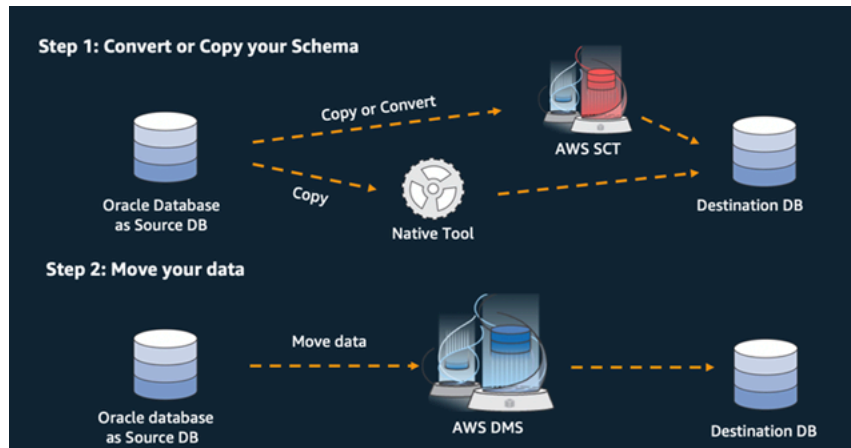 Step 1: Convert or Copy your Schema
Copy or Convert
AWS SCT
Copy
Oracle Database
as Source DB
Native Tool
Destination DB
Step 2: Move your data
Move data
Oracle database
as Source DB
AWS DMS
Destination DB